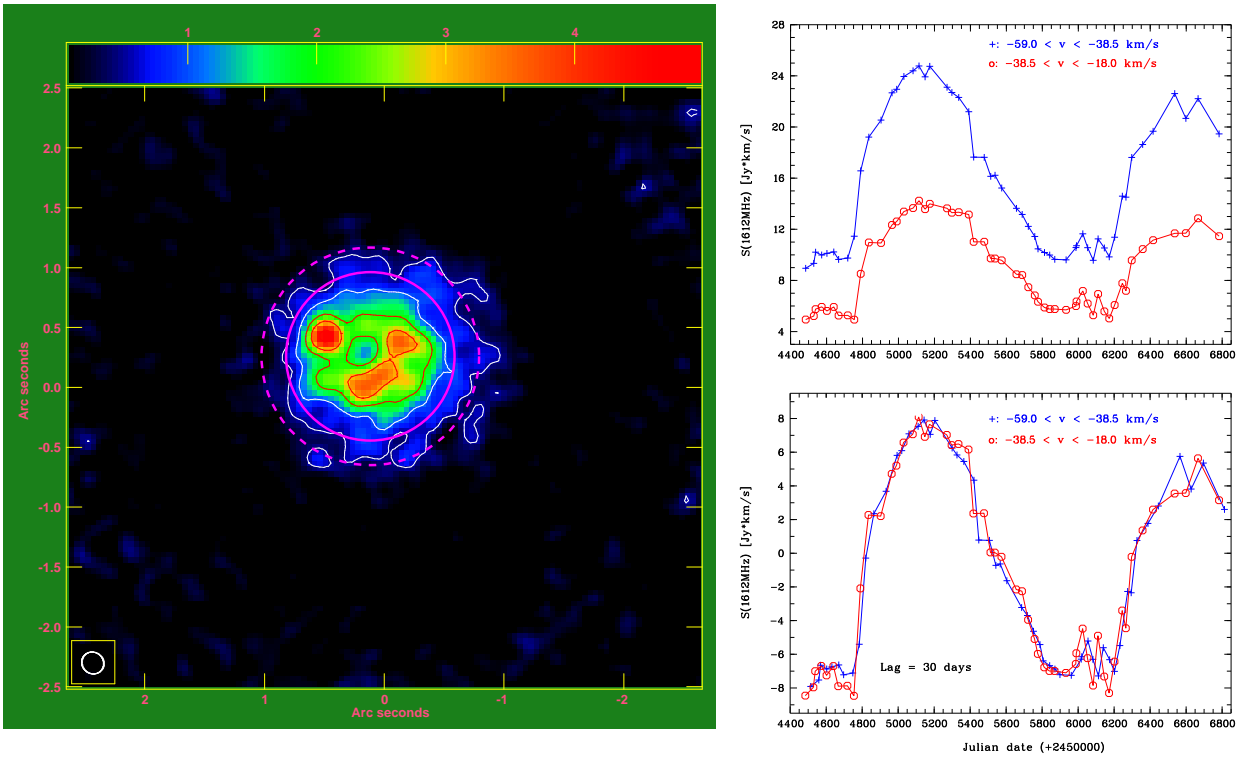 1 2 3 4
2.5
2.0
1.5
1.0
0.5
0.0
-0.5
-1.0
-1.5
-2.0
-2.5
Arc seconds
2 1 0 -1 -2
Arc seconds
28
24
20
16
12
8
4
S(1612MHz) [Jy*km/s]
+: -59.0 < v < -38.5 km/s
o: -38.5 < v < -18.0 km/s
4400 4600 4800 5000 5200 5400 5600 5800 6000 6200 6400 6600 6800
8
6
4
2
0
-2
-4
-6
-8
S(1612MHz) [Jy*km/s]
+: -59.0 < v < -38.5 km/s
o: -38.5 < v < -18.0 km/s
Lag = 30 days
4400 4600 4800 5000 5200 5400 5600 5800 6000 6200 6400 6600 6800
Julian date (+2450000)